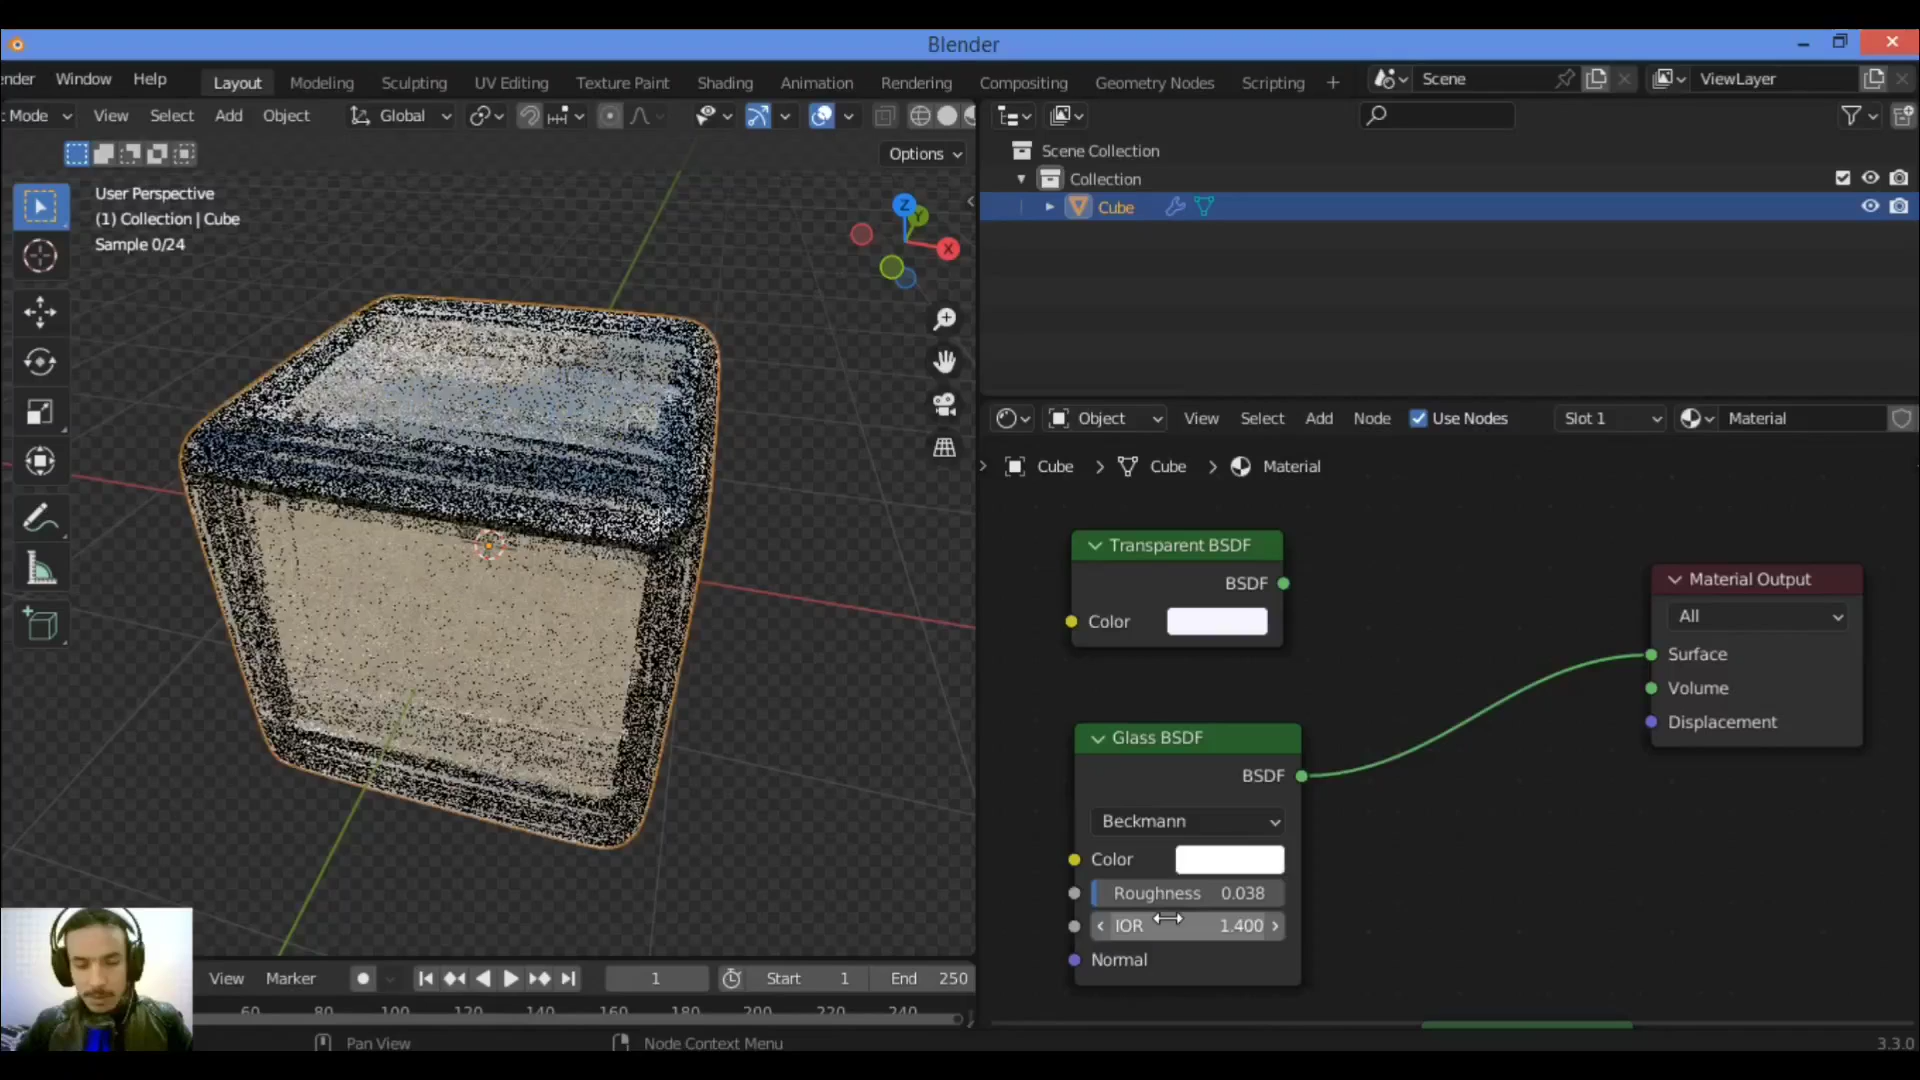 Blender
ender Window Help Layout Modeling Sculpting UV Editing Texture Paint Shading Animation Rendering Compositing Geometry Nodes Scripting + Scene ViewLayer
Mode View Select Add Object Global
Options
User Perspective
(1) Collection | Cube
Sample 0/24
Z
Y
X
Scene Collection
Collection
Cube
Object View Select Add Node Use Nodes Slot 1 Material
Cube > Cube > Material
Transparent BSDF
BSDF
Color
Material Output
All
Surface
Volume
Displacement
Glass BSDF
BSDF
Beckmann
Color
Roughness 0.038
IOR 1.400
Normal
View Marker 1 Start 1 End 250
60 80 100 120 140 160 180 200 220 240
Pan View Node Context Menu 3.3.0